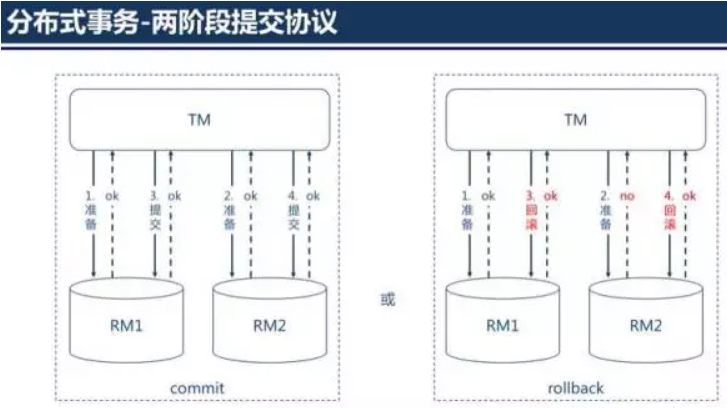 分布式事务-两阶段提交协议
TM
1. 准备
ok
3. 提交
ok
2. 准备
ok
4. 提交
ok
RM1
RM2
commit
或
TM
1. 准备
ok
3. 回滚
ok
2. 准备
no
4. 回滚
ok
RM1
RM2
rollback